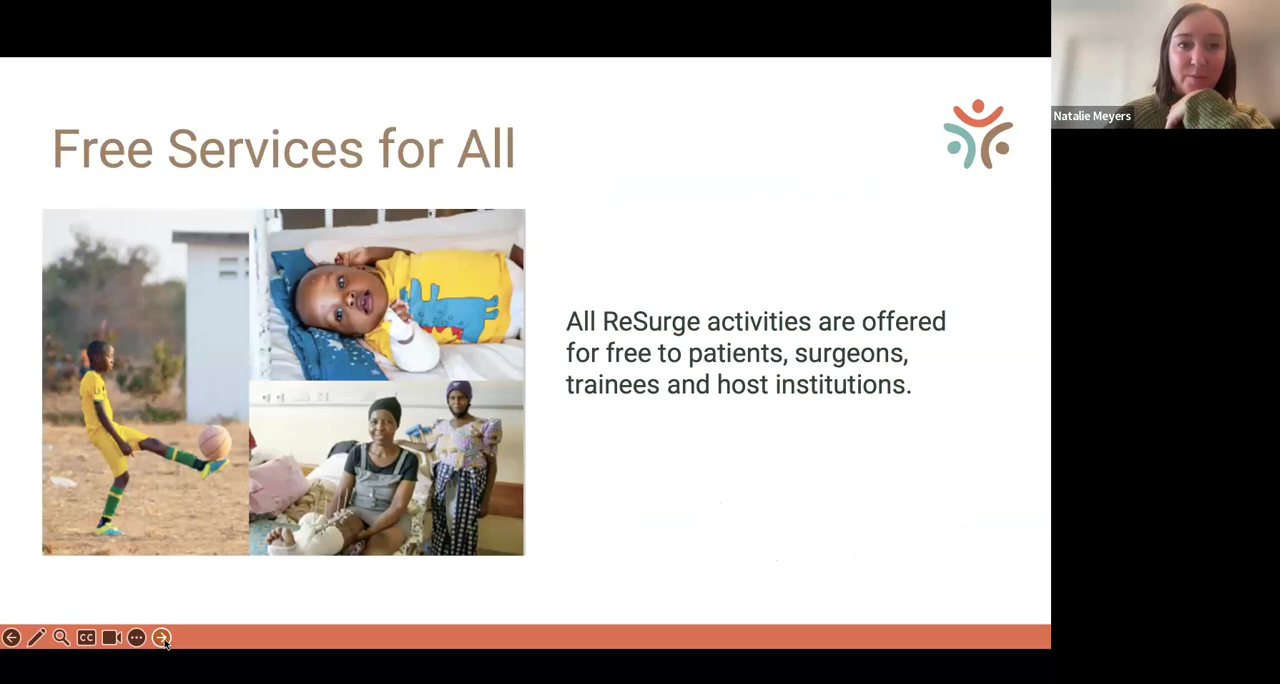 Free Services for All
All ReSurge activities are offered
for free to patients, surgeons,
trainees and host institutions.
Natalie Meyers
CC